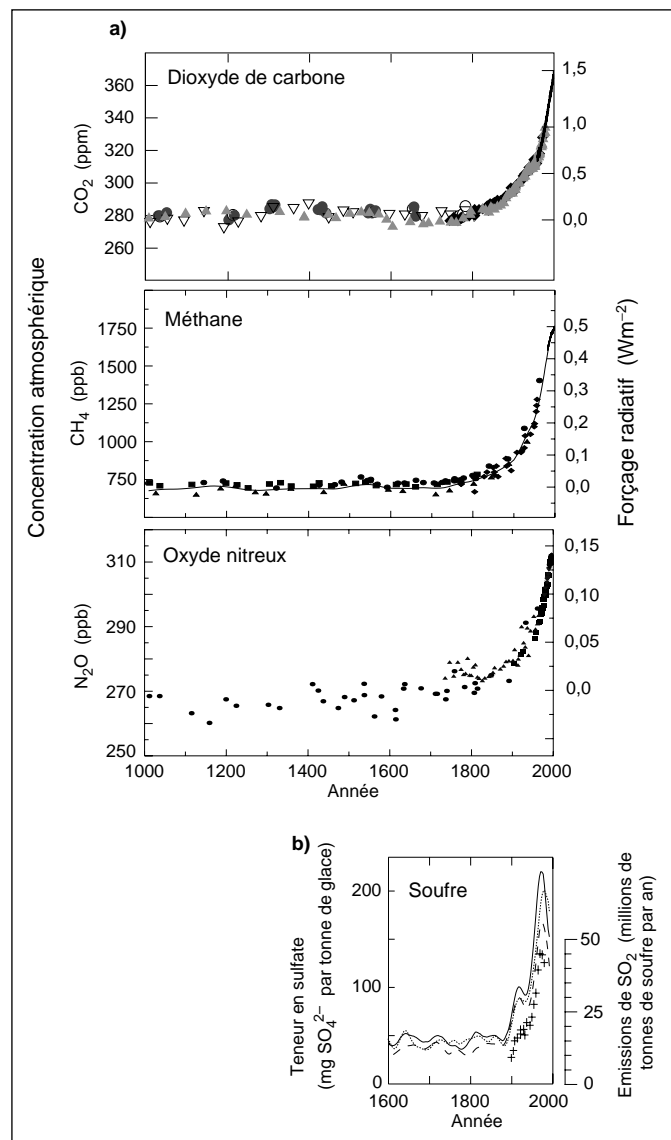 a)
Dioxyde de carbone
CO2 (ppm)
360
340
320
300
280
260
1,5
1,0
0,5
0,0
Concentration atmosphérique
Forçage radiatif (Wm−2)
Méthane
CH4 (ppb)
1750
1500
1250
1000
750
0,5
0,4
0,3
0,2
0,1
0,0
Oxyde nitreux
N2O (ppb)
310
290
270
250
0,15
0,10
0,05
0,0
1000 1200 1400 1600 1800 2000
Année
b)
Soufre
Teneur en sulfate
(mg SO4 2− par tonne de glace)
200
100
0
50
25
0
Emissions de SO2 (millions de
tonnes de soufre par an)
1600 1800 2000
Année